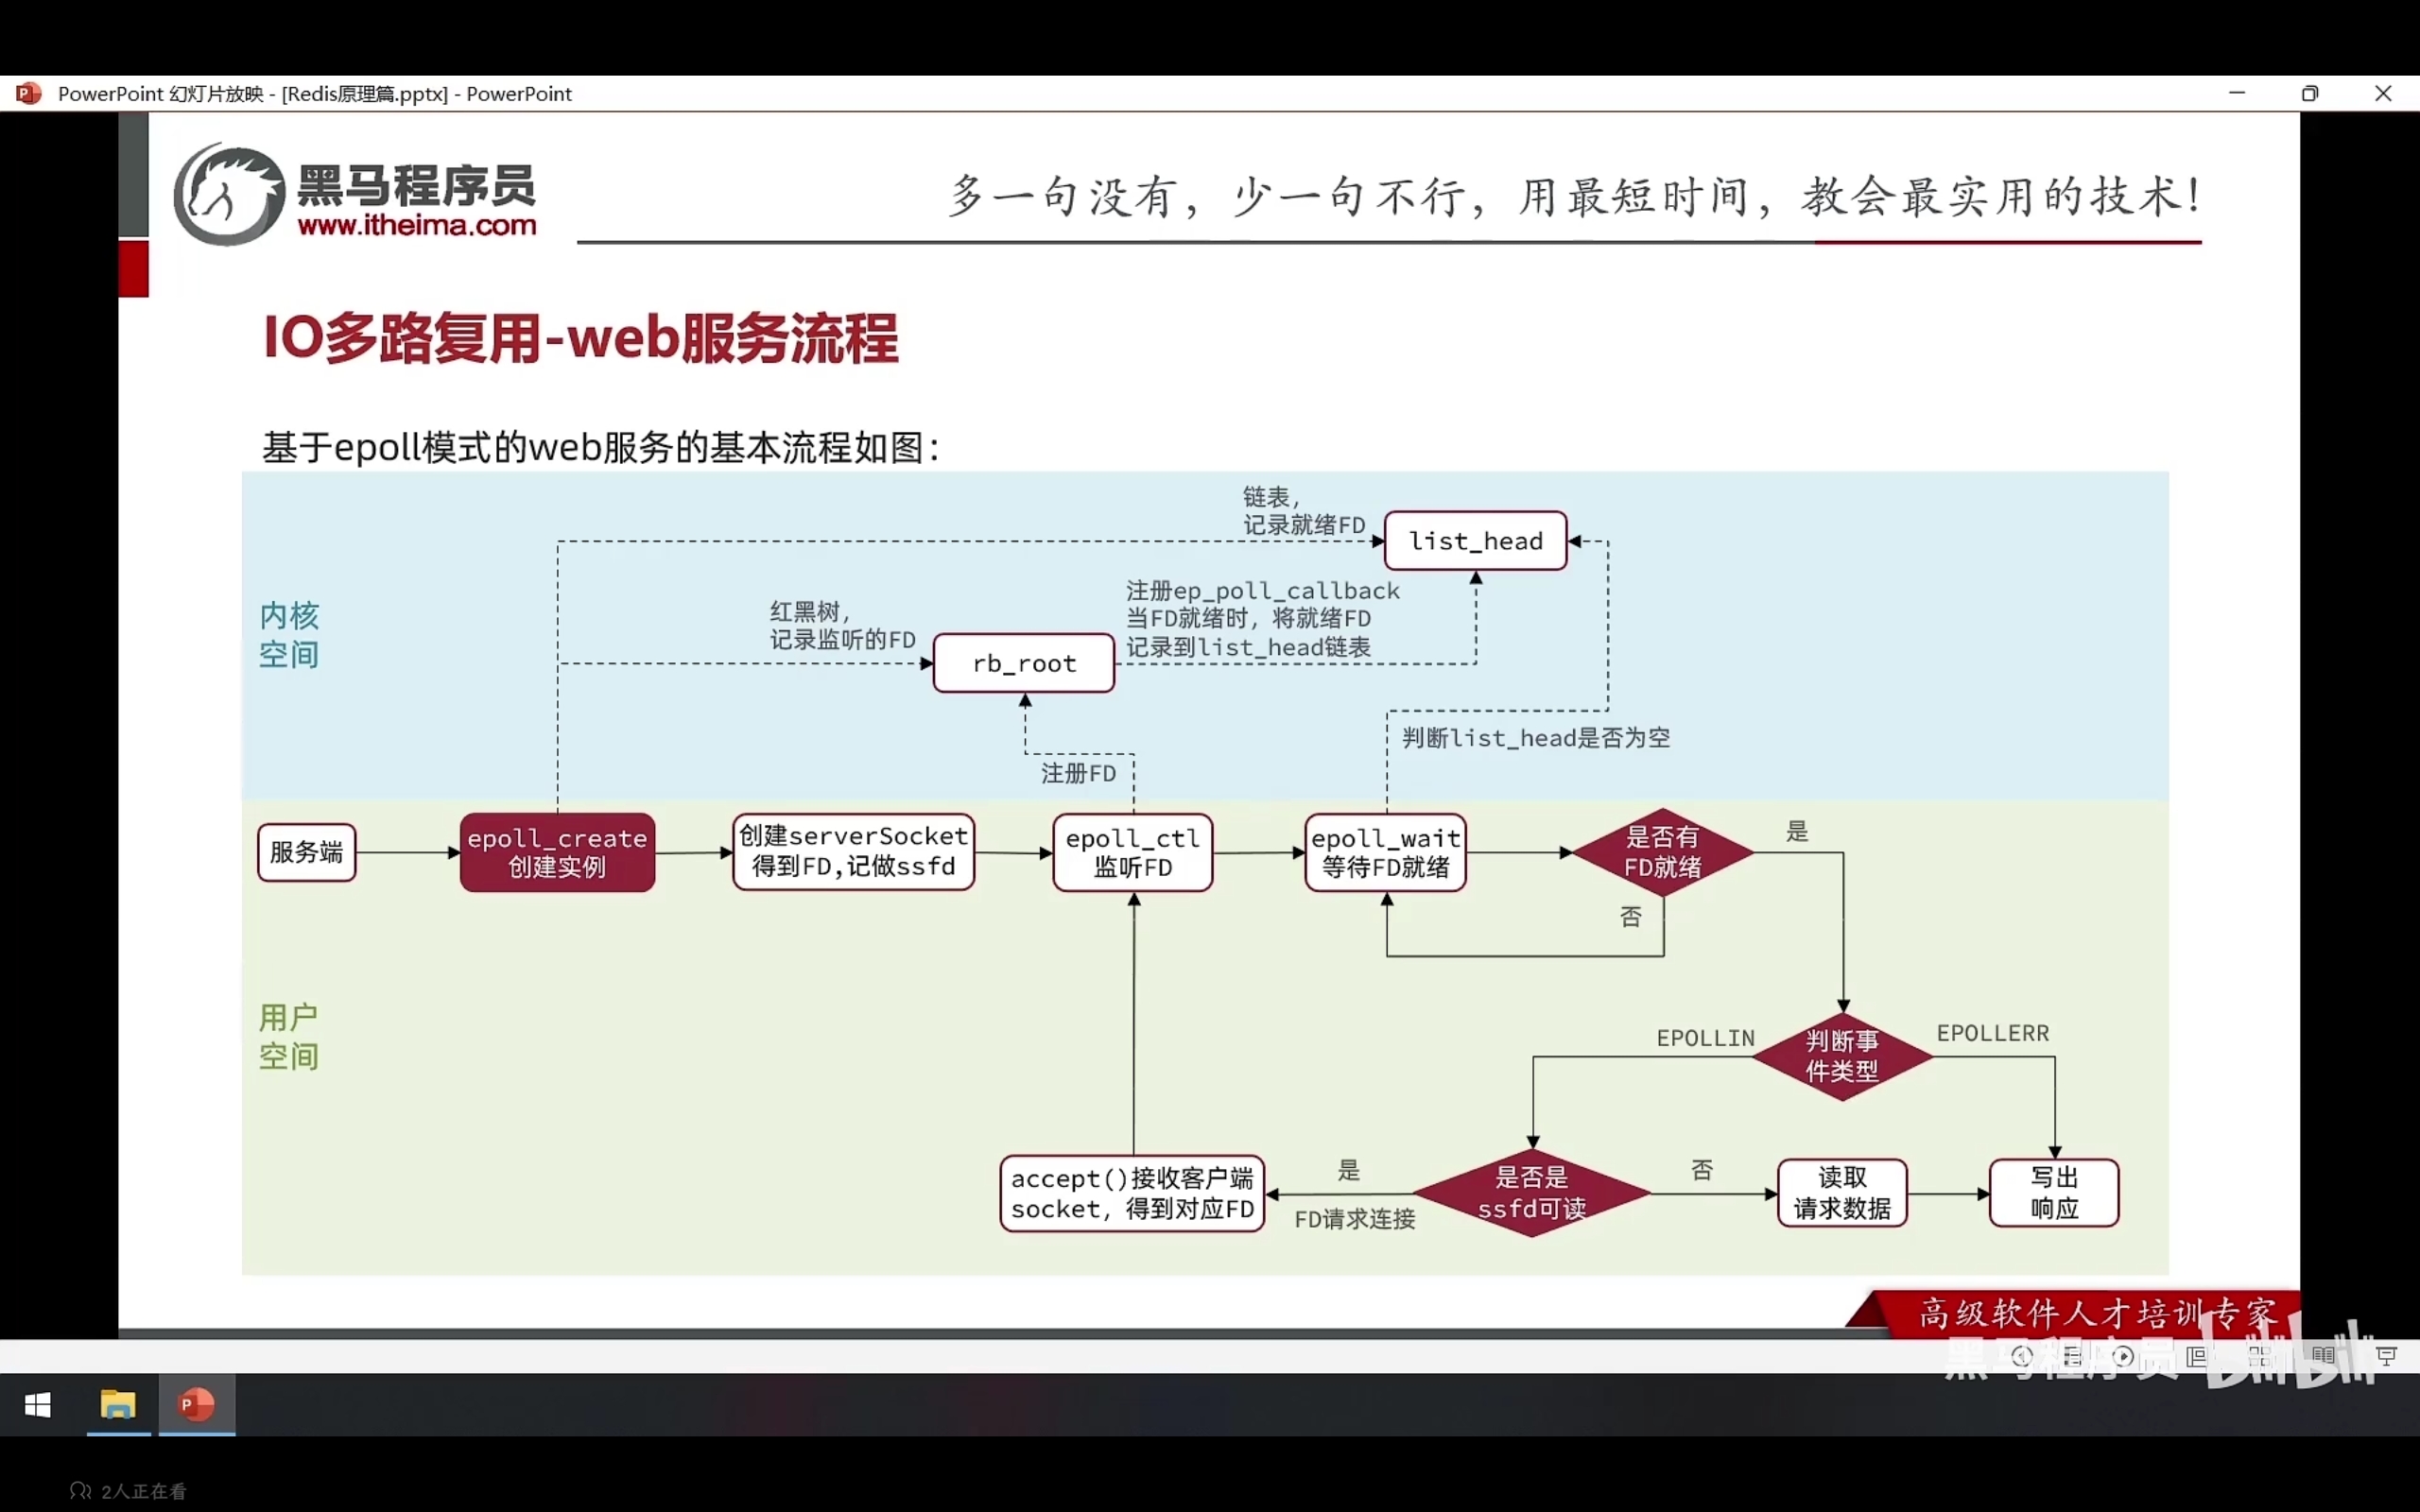 PowerPoint 幻灯片放映 - [Redis原理篇.pptx] - PowerPoint
黑马程序员
www.itheima.com
多一句没有，少一句不行，用最短时间，教会最实用的技术！
IO多路复用-web服务流程
基于epoll模式的web服务的基本流程如图：
链表，
记录就绪FD
list_head
内核
空间
红黑树，
记录监听的FD
rb_root
注册ep_poll_callback
当FD就绪时，将就绪FD
记录到list_head链表
判断list_head是否为空
注册FD
服务端
epoll_create
创建实例
创建serverSocket
得到FD,记做ssfd
epoll_ctl
监听FD
epoll_wait
等待FD就绪
是否有
FD就绪
是
否
用户
空间
EPOLLIN
判断事
件类型
EPOLLERR
accept()接收客户端
socket，得到对应FD
是
FD请求连接
是否是
ssfd可读
否
读取
请求数据
写出
响应
高级软件人才培训专家
黑马程序员 bilibili
2人正在看